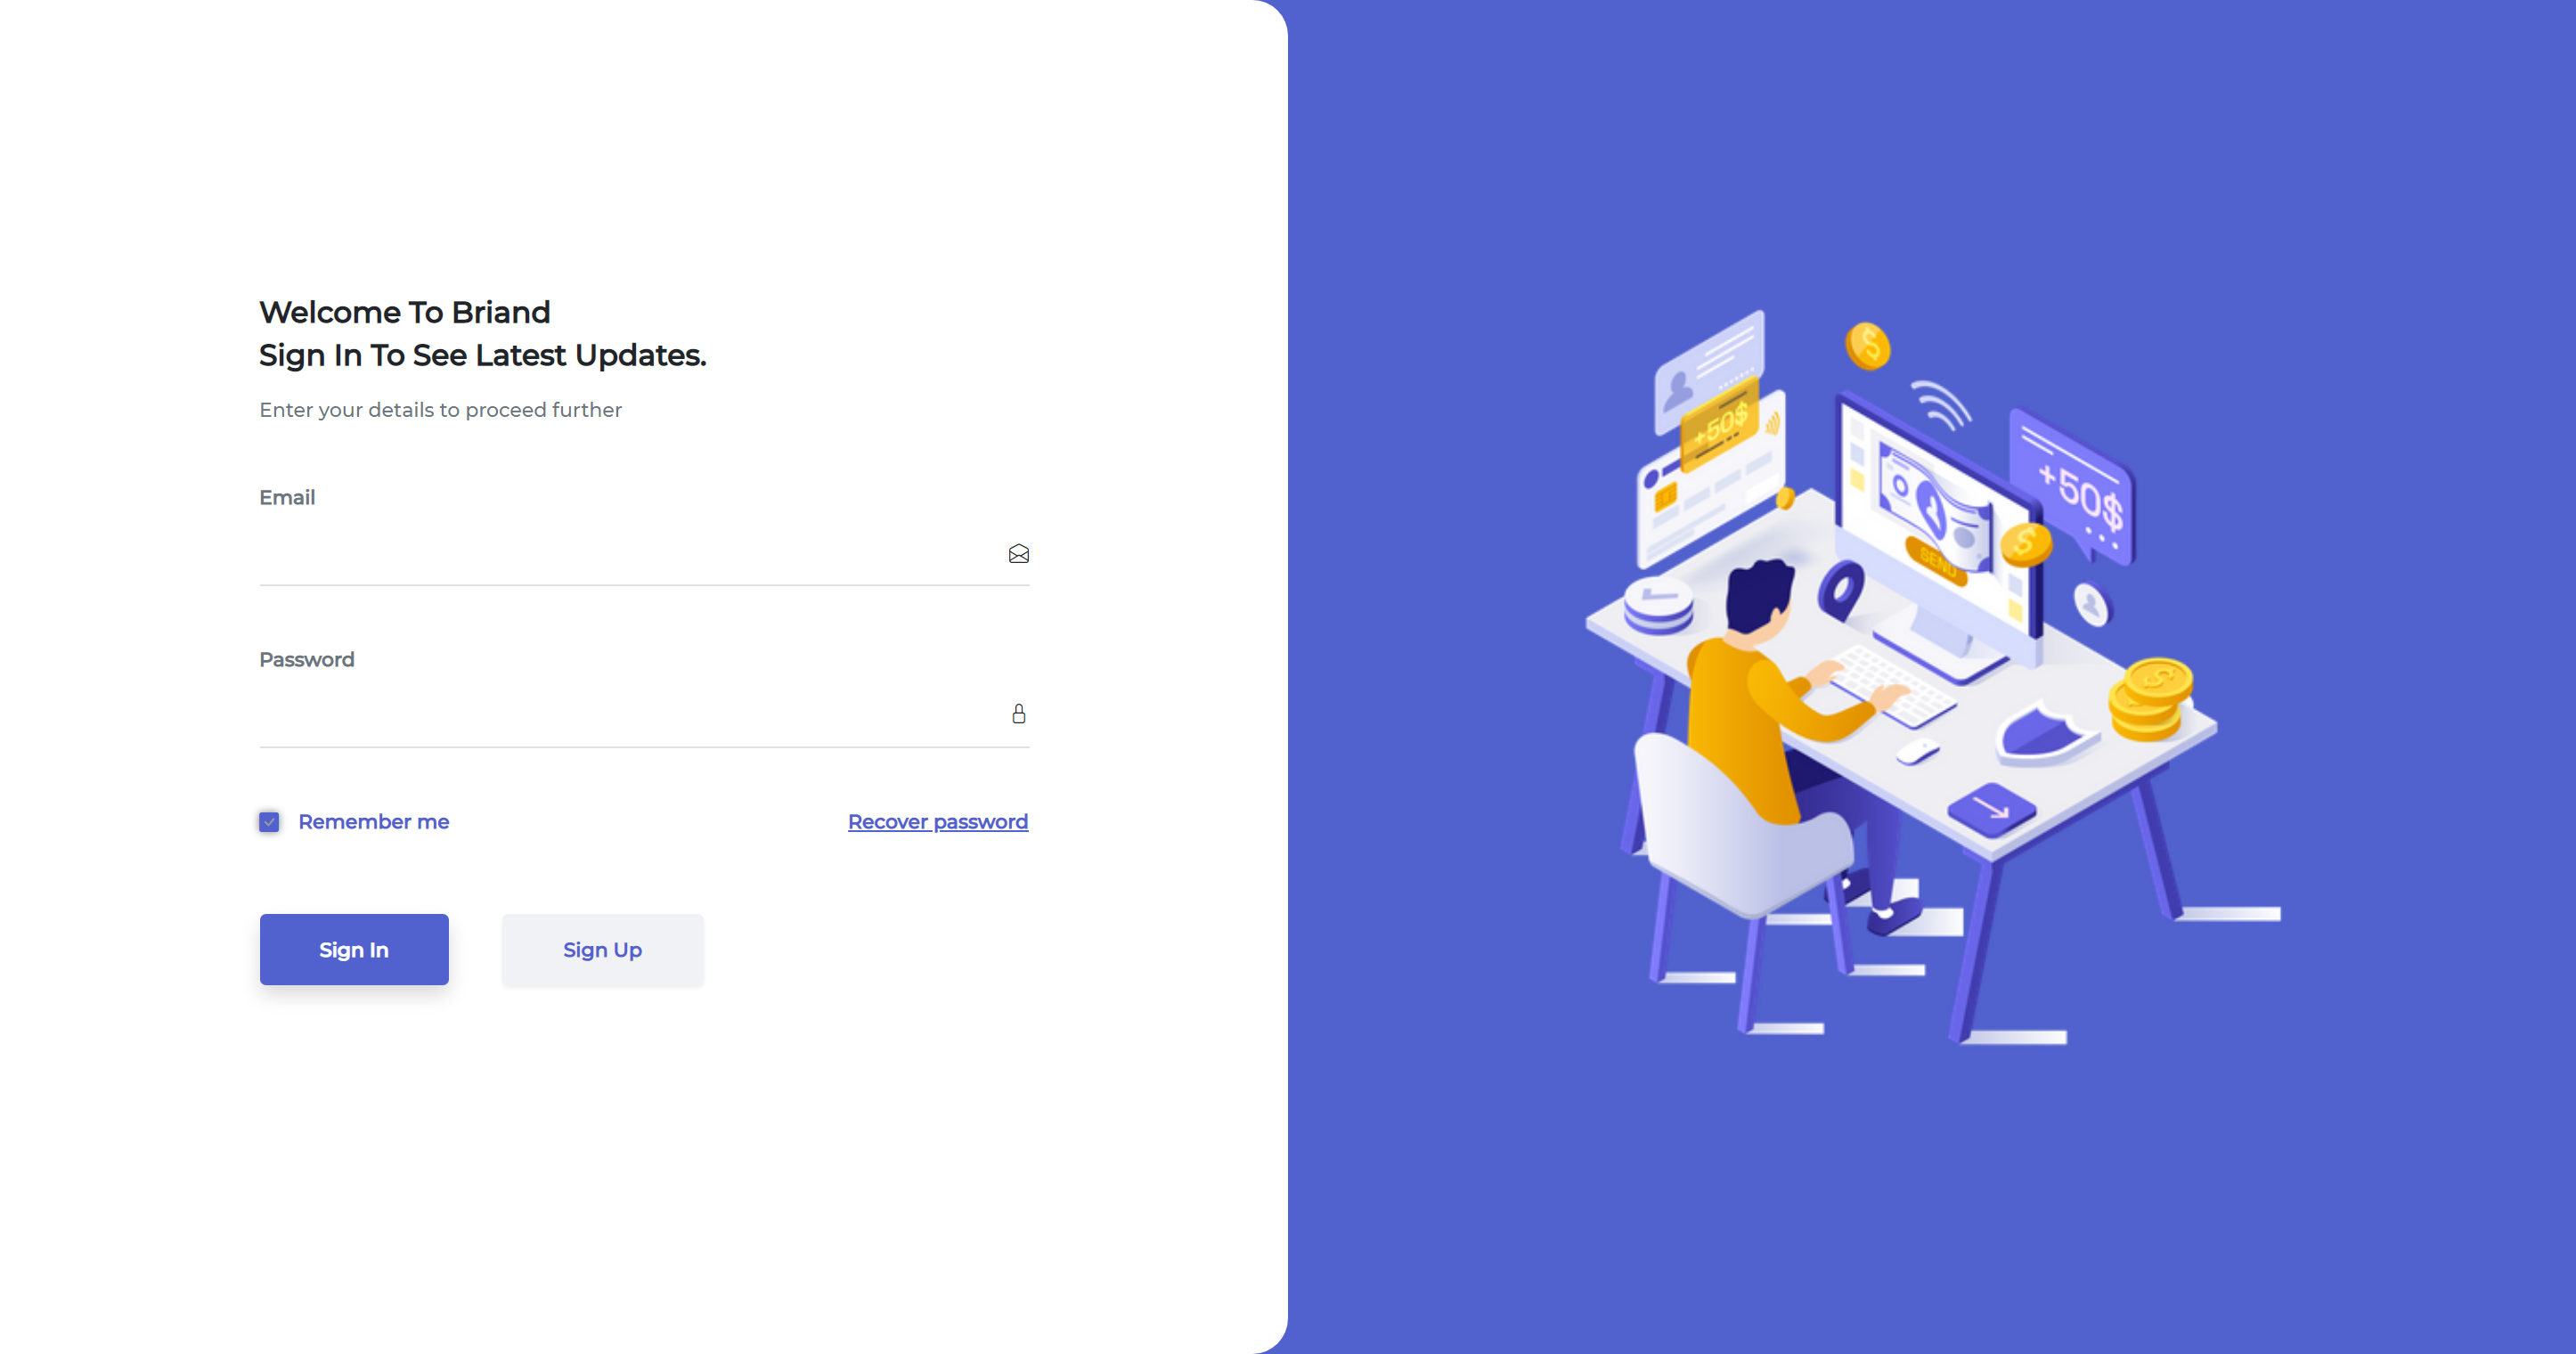 Welcome To Briand
Sign In To See Latest Updates.
Enter your details to proceed further
Email
Password
Remember me
Recover password
Sign In
Sign Up
+50$
+50$
SEND